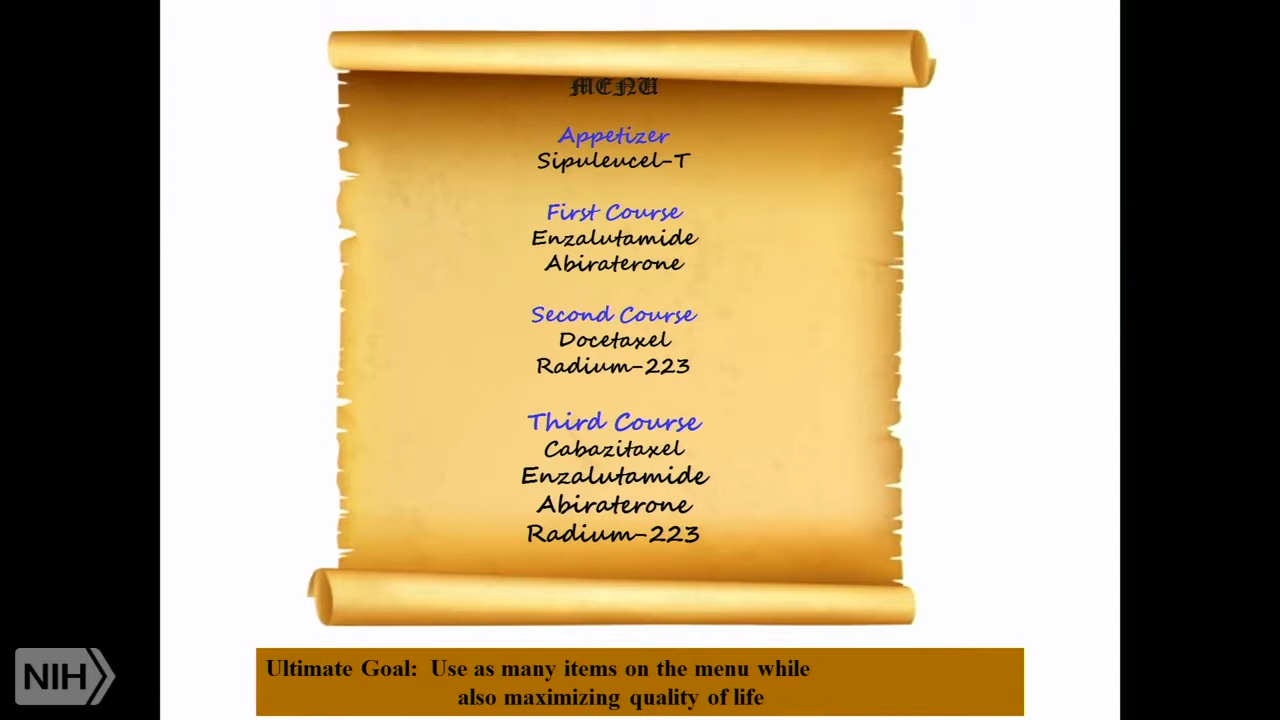 MENU
Appetizer
Sipuleucel-T
First Course
Enzalutamide
Abiraterone
Second Course
Docetaxel
Radium-223
Third Course
Cabazitaxel
Enzalutamide
Abiraterone
Radium-223
Ultimate Goal: Use as many items on the menu while
also maximizing quality of life
NIH